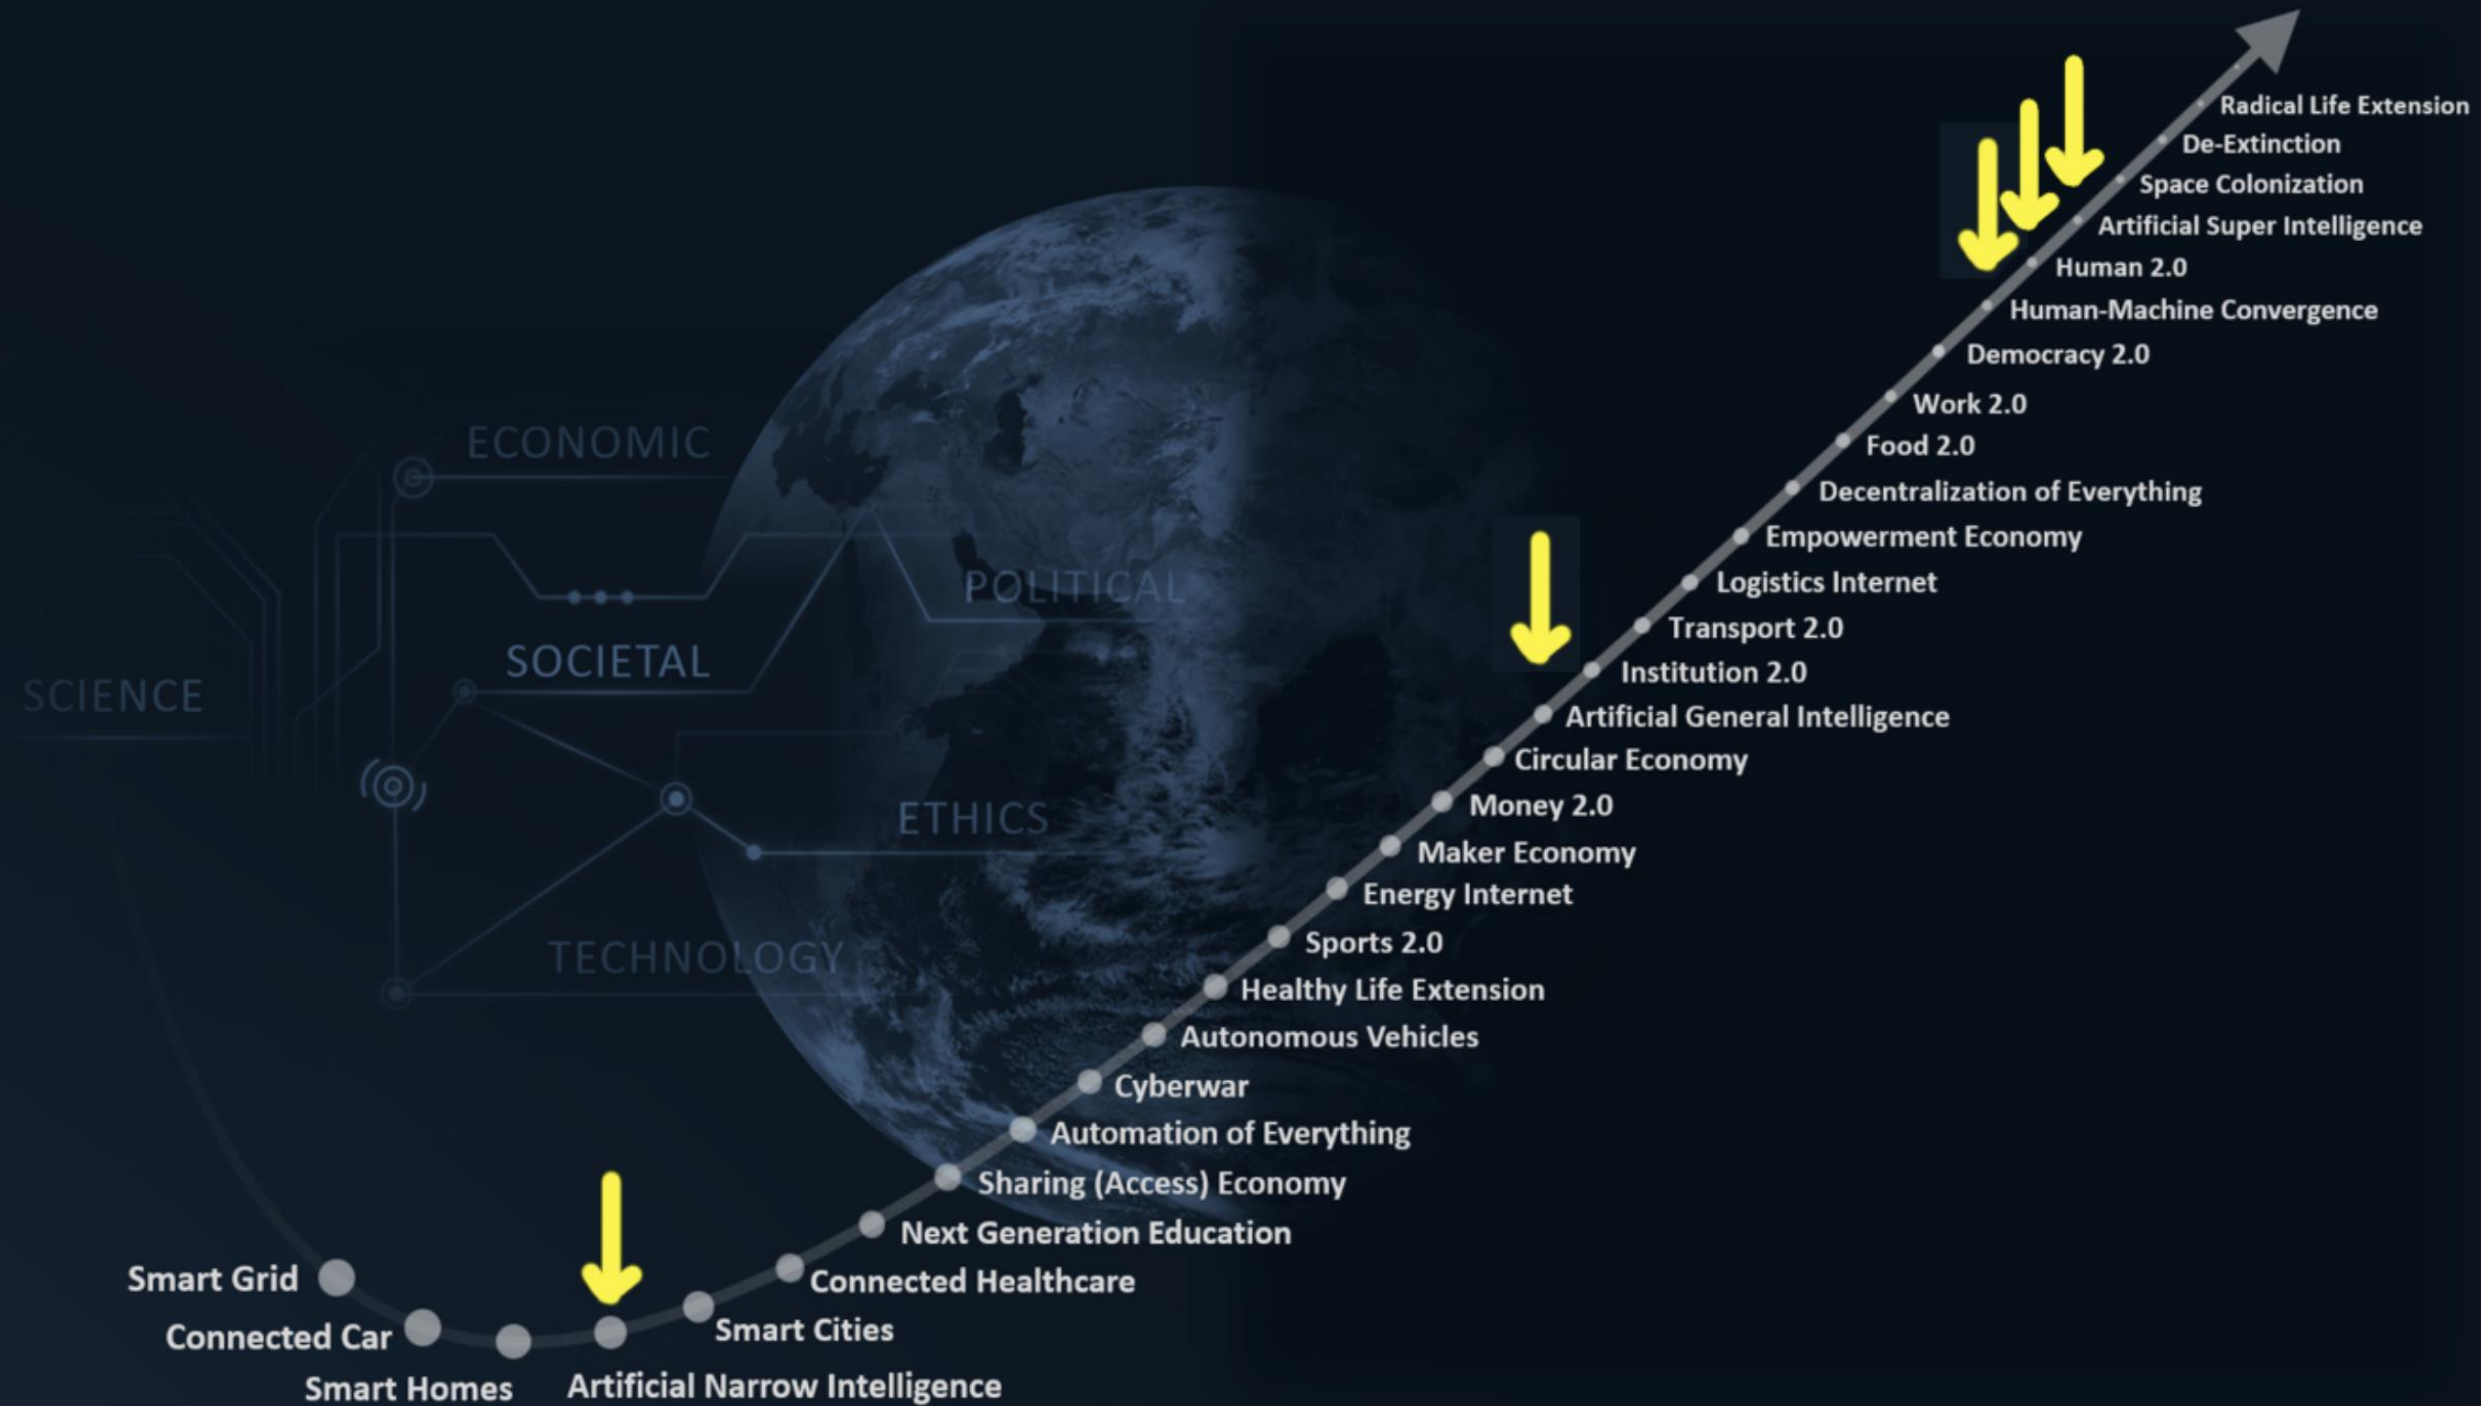 Radical Life Extension
De-Extinction
Space Colonization
Artificial Super Intelligence
Human 2.0
Human-Machine Convergence
Democracy 2.0
Work 2.0
Food 2.0
Decentralization of Everything
Empowerment Economy
Logistics Internet
Transport 2.0
Institution 2.0
Artificial General Intelligence
Circular Economy
Money 2.0
Maker Economy
Energy Internet
Sports 2.0
Healthy Life Extension
Autonomous Vehicles
Cyberwar
Automation of Everything
Sharing (Access) Economy
Next Generation Education
Connected Healthcare
Smart Cities
Artificial Narrow Intelligence
Smart Homes
Connected Car
Smart Grid
ECONOMIC
POLITICAL
SOCIETAL
SCIENCE
ETHICS
TECHNOLOGY